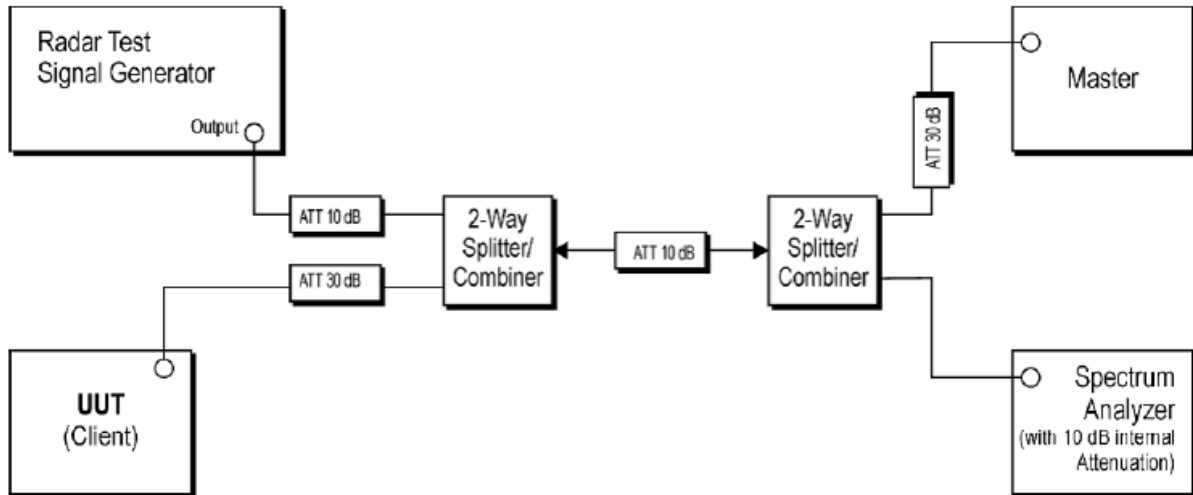 Radar Test
Signal Generator
Output
ATT 10 dB
ATT 30 dB
UUT
(Client)
2-Way
Splitter/
Combiner
ATT 10 dB
2-Way
Splitter/
Combiner
ATT 30 dB
Master
Spectrum
Analyzer
(with 10 dB internal
Attenuation)